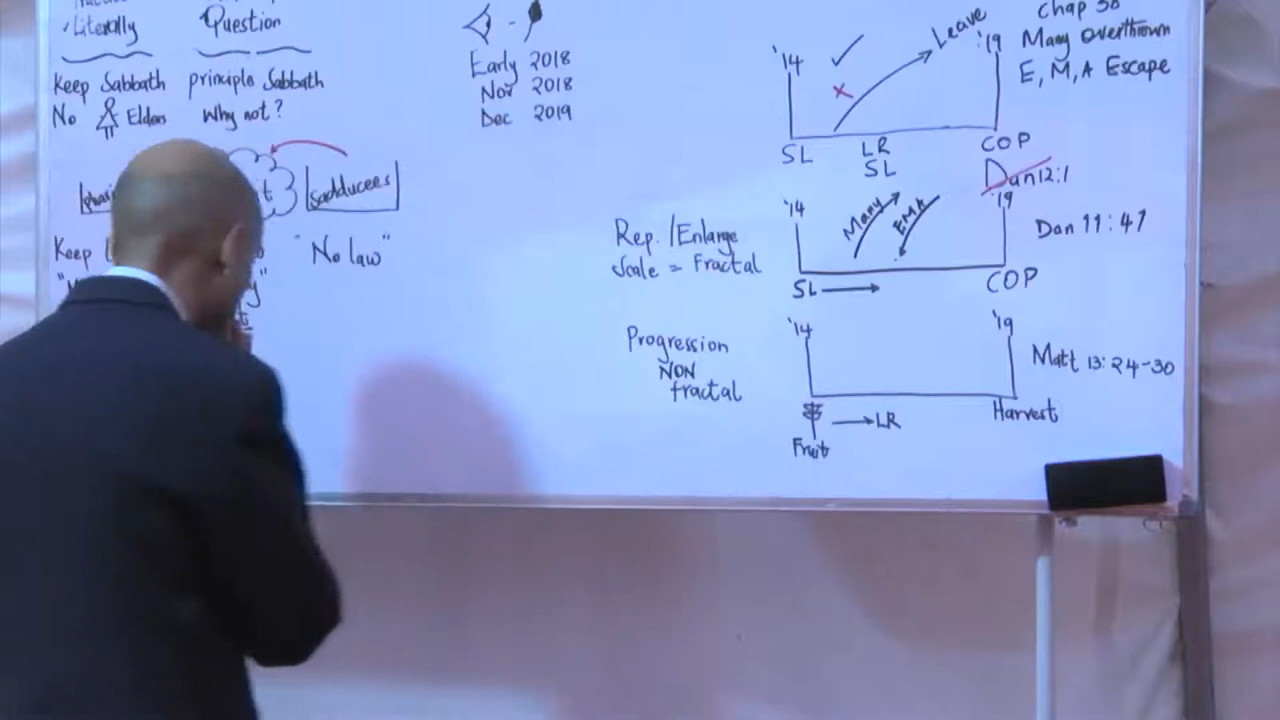 Literally
Question
Keep Sabbath
principle Sabbath
No Elders
Why not?
Sadducees
Keep
"No law"
Early 2018
Nov 2018
Dec 2019
'14
Leave
'19
Chap 38
Many Overthrown
E, M, A Escape
SL
LR
SL
COP
Dan 12:1
Rep. / Enlarge
Scale = Fractal
'14
Many
EMA
'19
Dan 11:41
SL
COP
Progression
NON
fractal
'14
'19
Matt 13: 24-30
LR
Harvest
Fruit